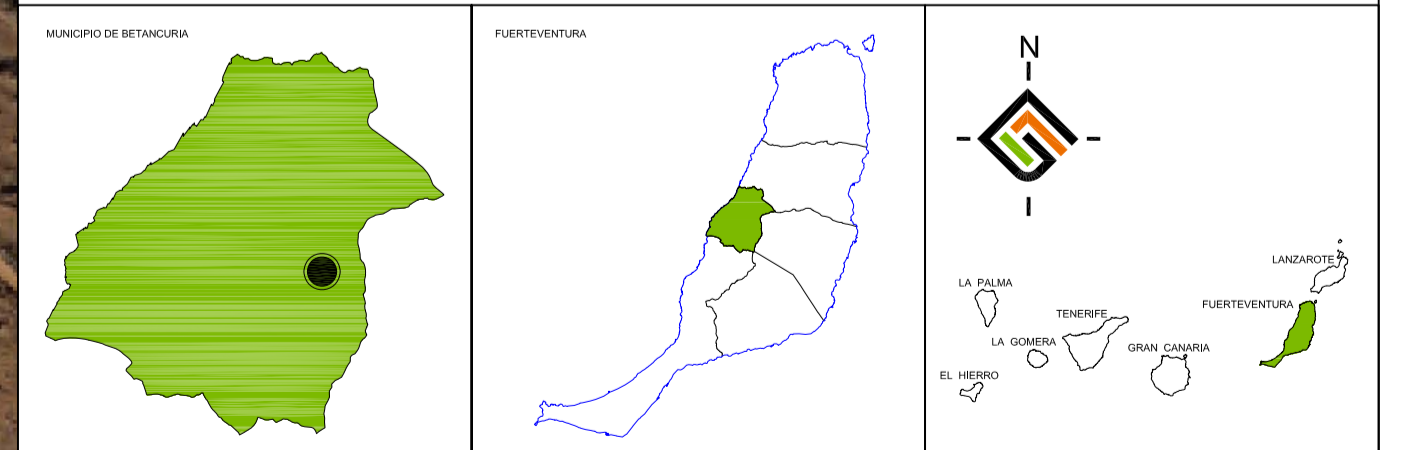 MUNICIPIO DE BETANCURIA
FUERTEVENTURA
N
LANZAROTE
LA PALMA
FUERTEVENTURA
TENERIFE
LA GOMERA
GRAN CANARIA
EL HIERRO